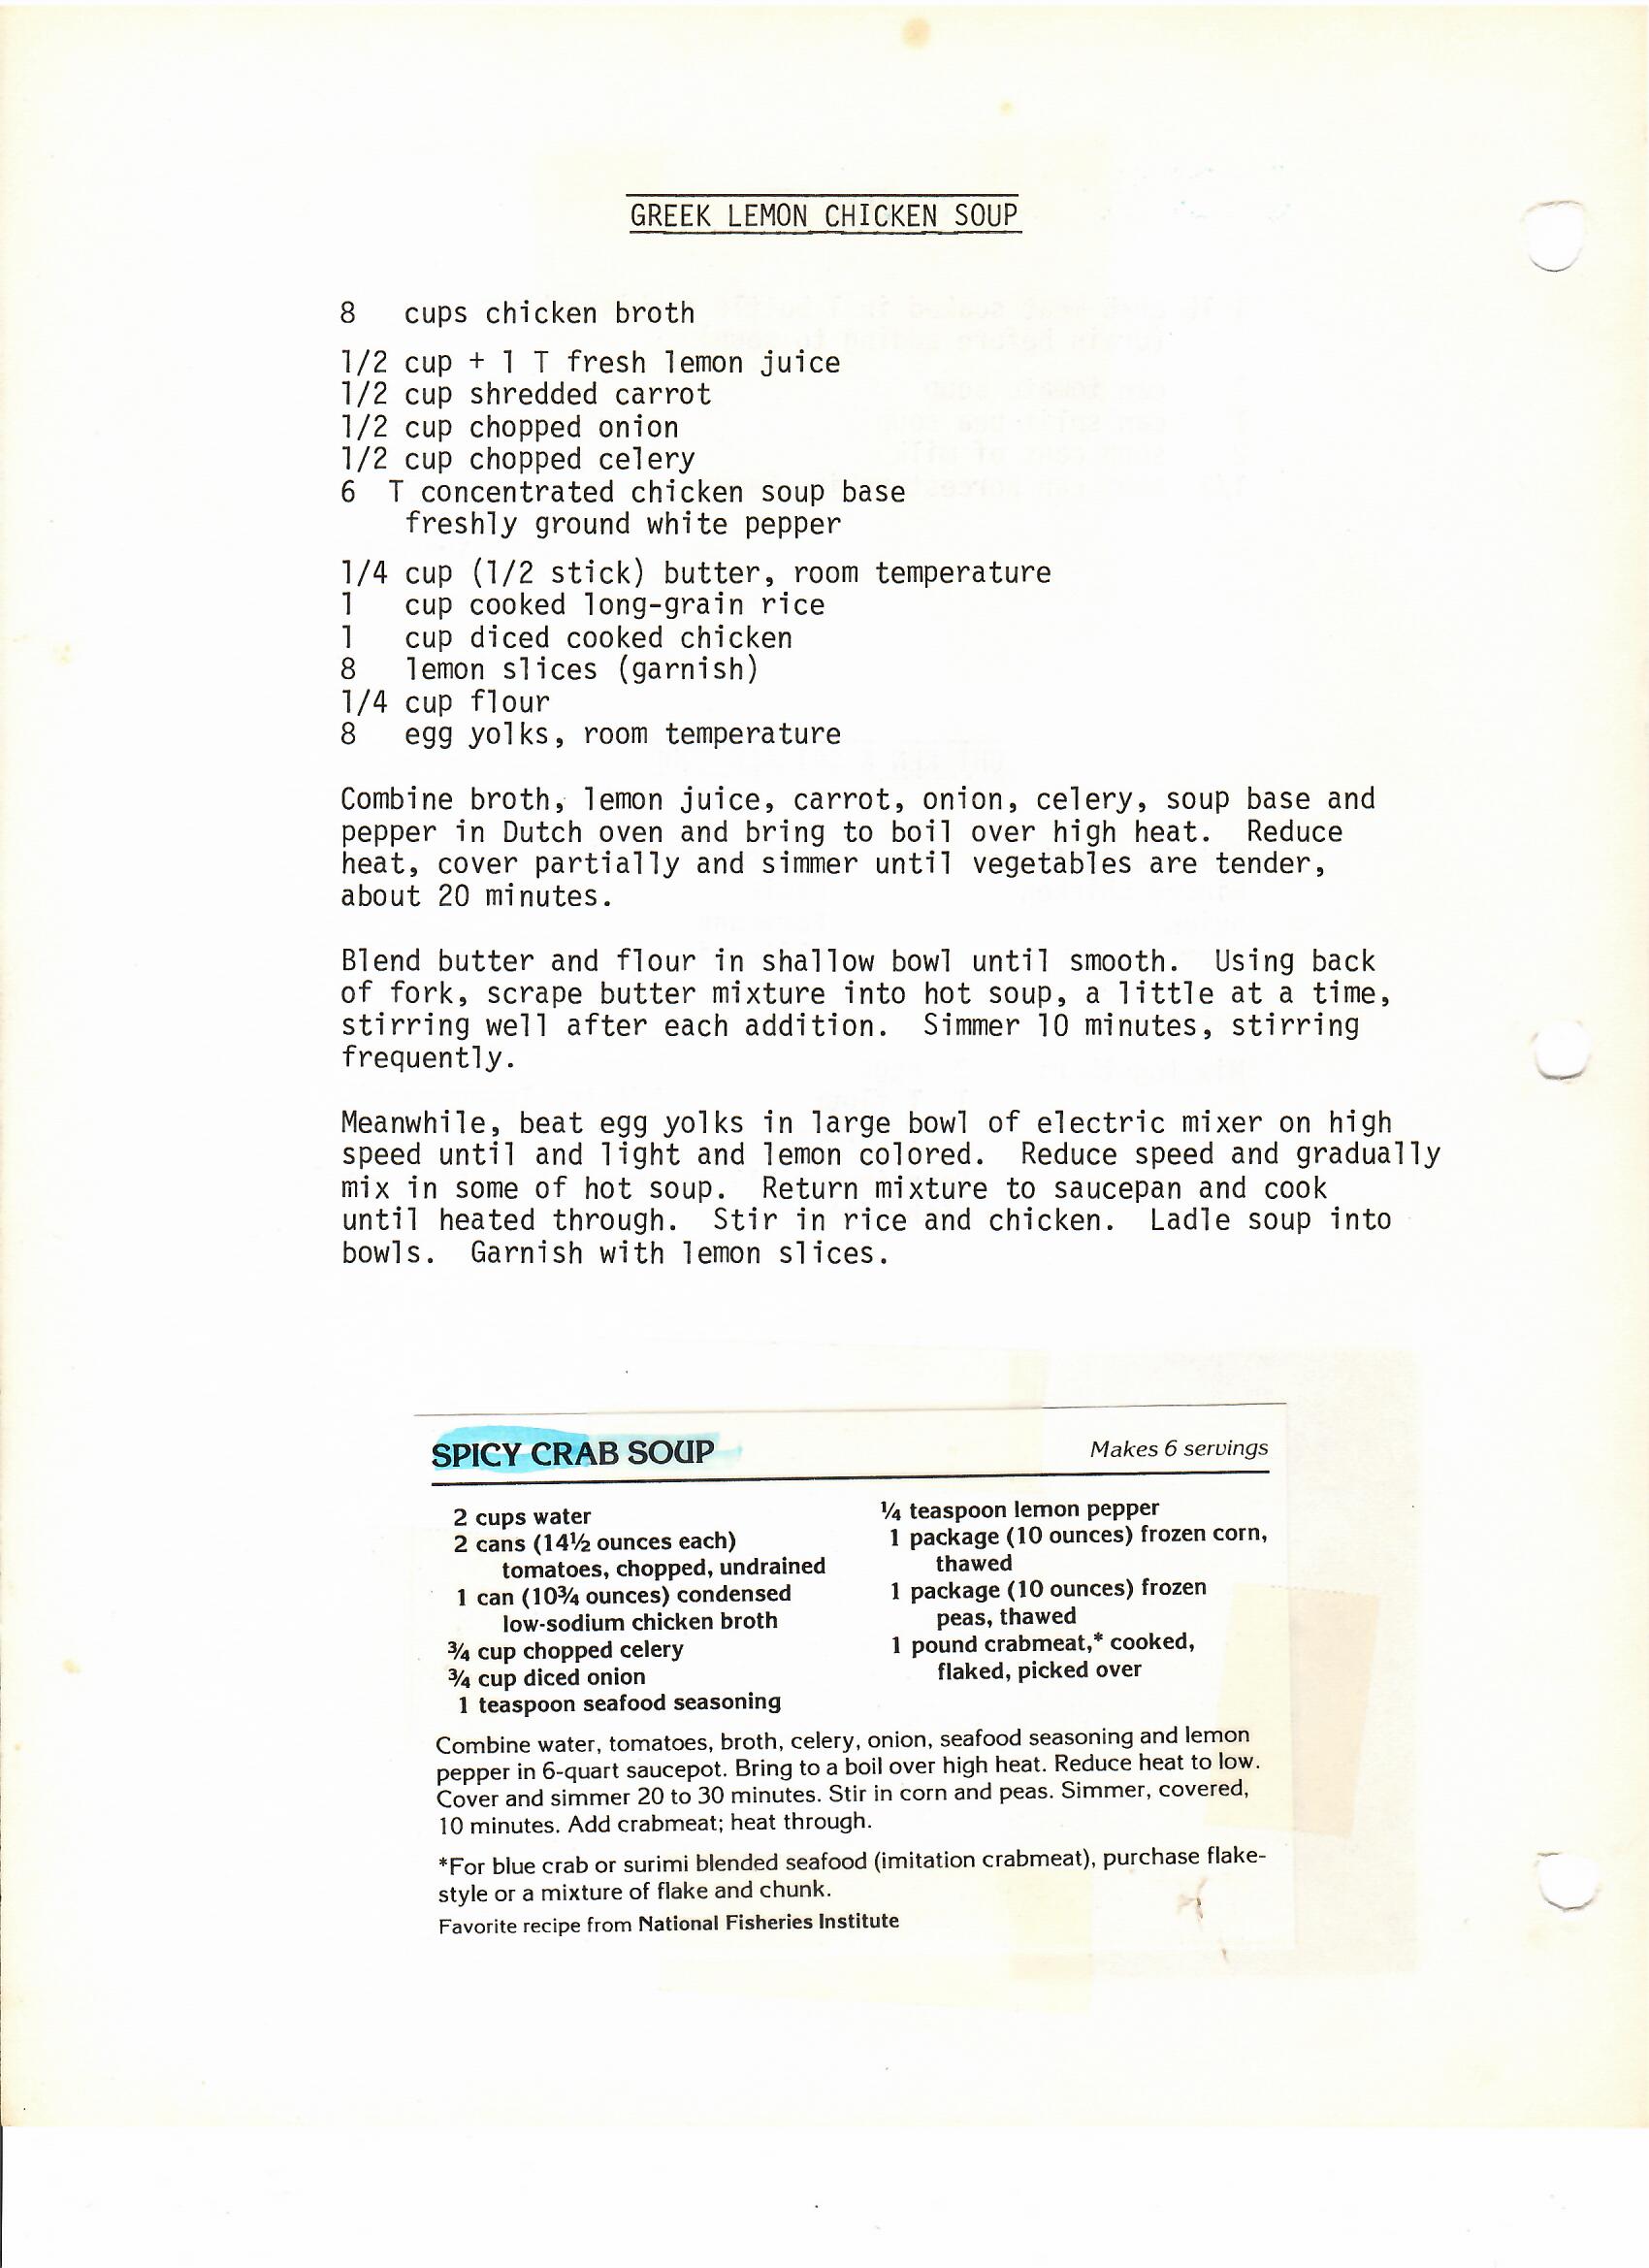 GREEK LEMON CHICKEN SOUP
8 cups chicken broth
1/2 cup + 1 T fresh lemon juice
1/2 cup shredded carrot
1/2 cup chopped onion
1/2 cup chopped celery
6 T concentrated chicken soup base
freshly ground white pepper
1/4 cup (1/2 stick) butter, room temperature
1 cup cooked long-grain rice
1 cup diced cooked chicken
8 lemon slices (garnish)
1/4 cup flour
8 egg yolks, room temperature
Combine broth, lemon juice, carrot, onion, celery, soup base and
pepper in Dutch oven and bring to boil over high heat. Reduce
heat, cover partially and simmer until vegetables are tender,
about 20 minutes.
Blend butter and flour in shallow bowl until smooth. Using back
of fork, scrape butter mixture into hot soup, a little at a time,
stirring well after each addition. Simmer 10 minutes, stirring
frequently.
Meanwhile, beat egg yolks in large bowl of electric mixer on high
speed until and light and lemon colored. Reduce speed and gradually
mix in some of hot soup. Return mixture to saucepan and cook
until heated through. Stir in rice and chicken. Ladle soup into
bowls. Garnish with lemon slices.
SPICY CRAB SOUP
Makes 6 servings
2 cups water
2 cans (14½ ounces each)
tomatoes, chopped, undrained
1 can (10¾ ounces) condensed
low-sodium chicken broth
¾ cup chopped celery
¾ cup diced onion
1 teaspoon seafood seasoning
¼ teaspoon lemon pepper
1 package (10 ounces) frozen corn,
thawed
1 package (10 ounces) frozen
peas, thawed
1 pound crabmeat,* cooked,
flaked, picked over
Combine water, tomatoes, broth, celery, onion, seafood seasoning and lemon
pepper in 6-quart saucepot. Bring to a boil over high heat. Reduce heat to low.
Cover and simmer 20 to 30 minutes. Stir in corn and peas. Simmer, covered,
10 minutes. Add crabmeat; heat through.
*For blue crab or surimi blended seafood (imitation crabmeat), purchase flake-
style or a mixture of flake and chunk.
Favorite recipe from National Fisheries Institute